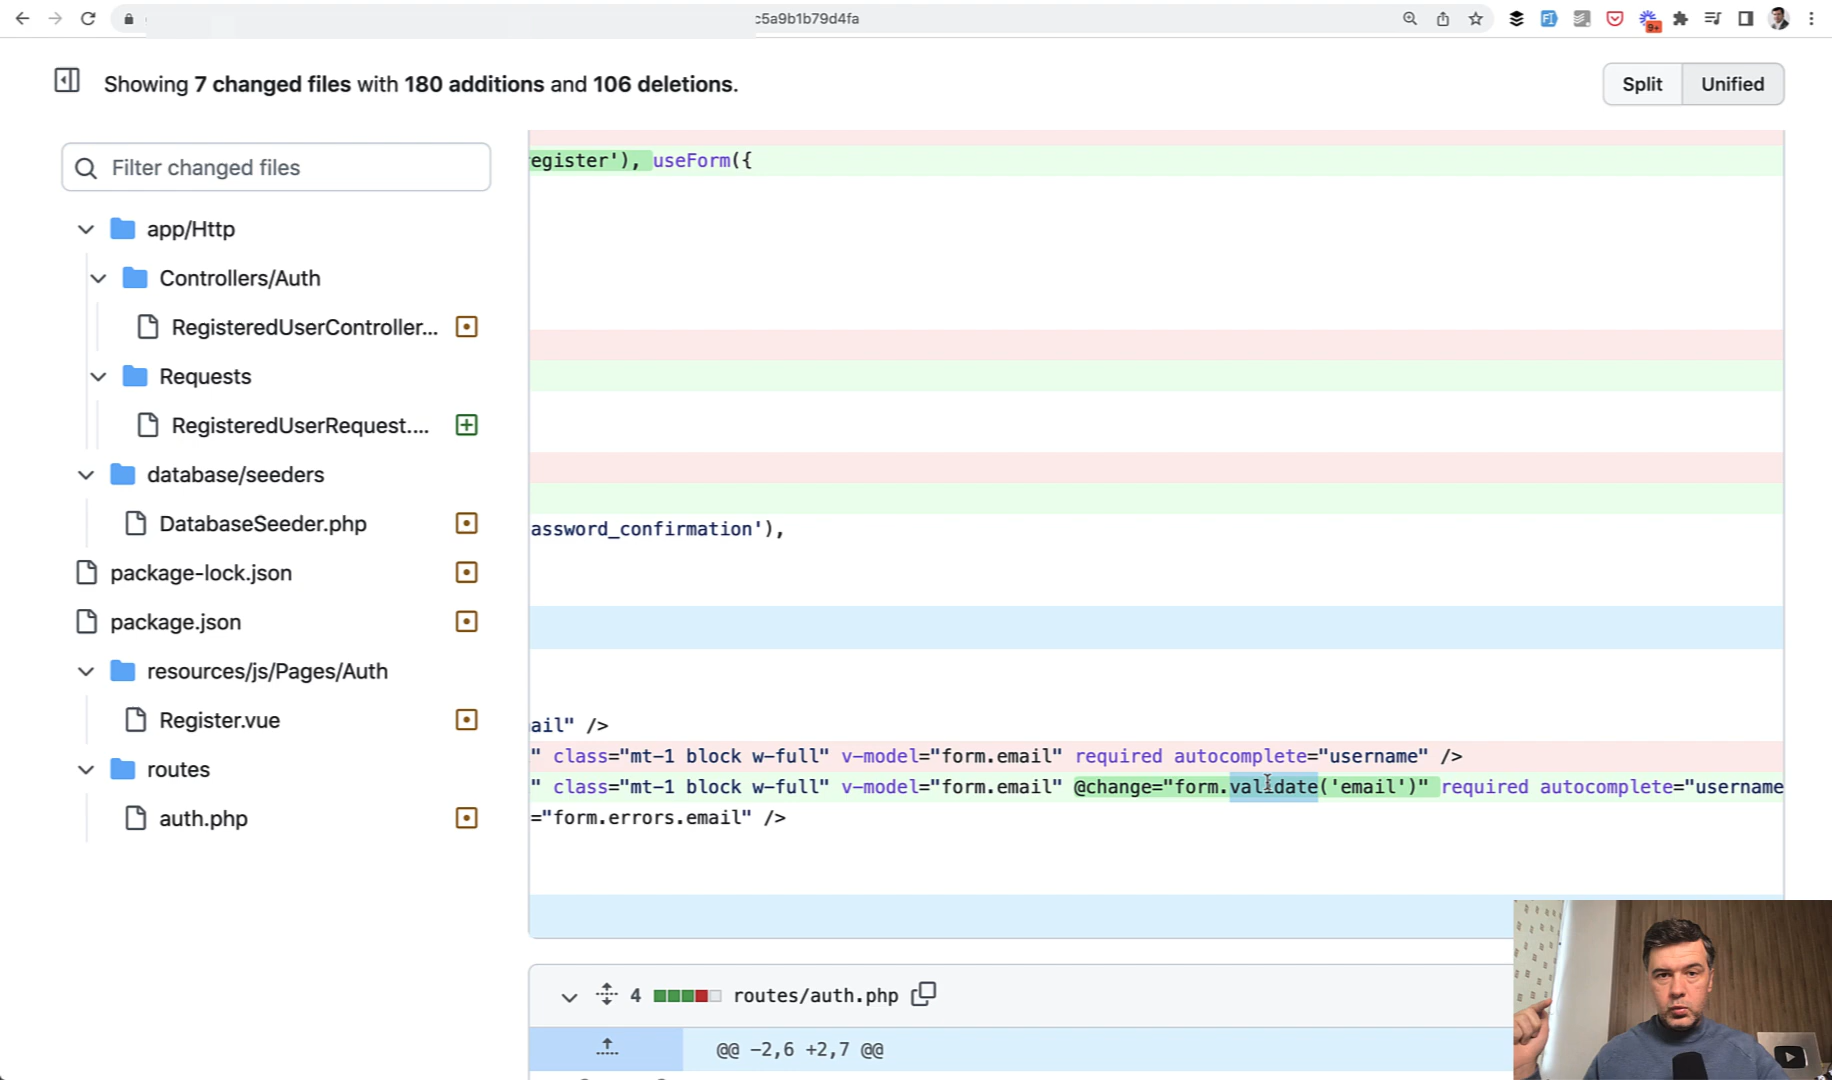 c5a9b1b79d4fa
9+
Showing 7 changed files with 180 additions and 106 deletions.
Split
Unified
Filter changed files
app/Http
Controllers/Auth
RegisteredUserController...
Requests
RegisteredUserRequest....
database/seeders
DatabaseSeeder.php
package-lock.json
package.json
resources/js/Pages/Auth
Register.vue
routes
auth.php
egister'), useForm({
assword_confirmation'),
ail" />
" class="mt-1 block w-full" v-model="form.email" required autocomplete="username" />
" class="mt-1 block w-full" v-model="form.email" @change="form.validate('email')" required autocomplete="username
="form.errors.email" />
4 routes/auth.php
@@ -2,6 +2,7 @@